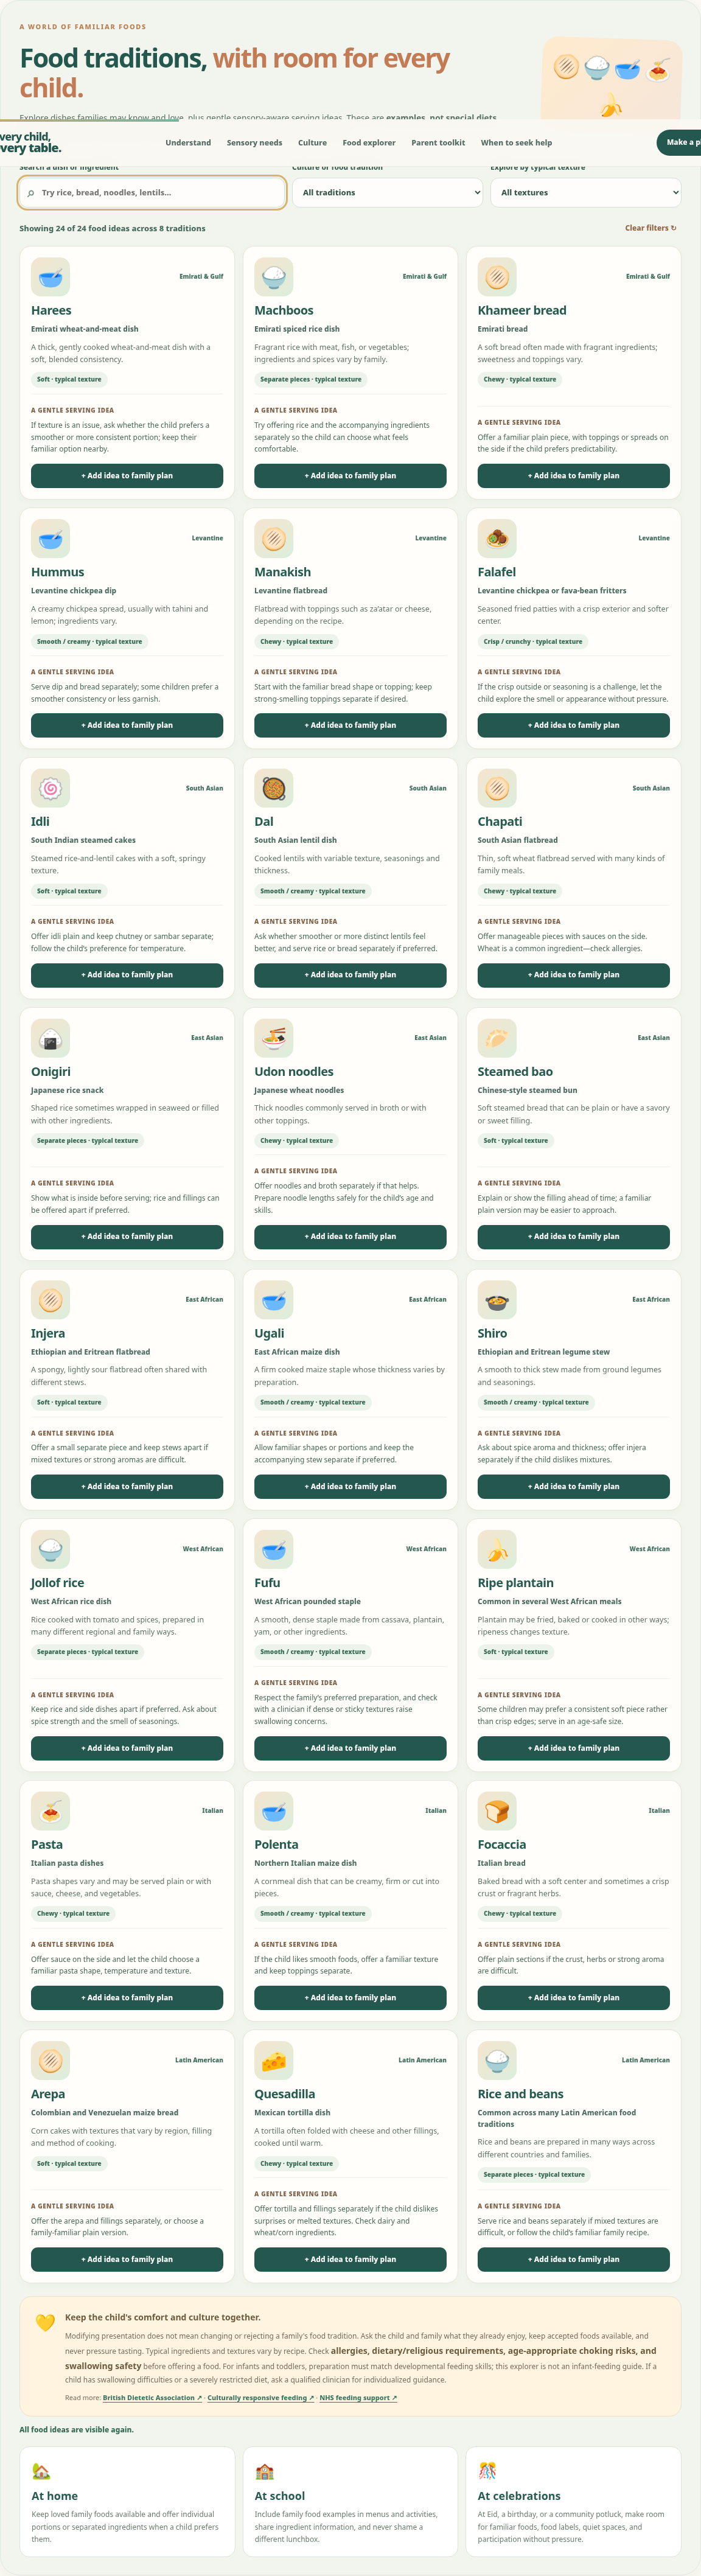 A WORLD OF FAMILIAR FOODS
Food traditions, with room for every
child.
Explore dishes families may know and love, plus gentle sensory-aware serving ideas. These are examples, not special diets
very child,
very table.
Understand
Sensory needs
Culture
Food explorer
Parent toolkit
When to seek help
Make a p
Search a dish or ingredient
Culture or food tradition
Explore by typical texture
Try rice, bread, noodles, lentils...
All traditions
All textures
Showing 24 of 24 food ideas across 8 traditions
Clear filters ↻
Emirati & Gulf
Harees
Emirati wheat-and-meat dish
A thick, gently cooked wheat-and-meat dish with a
soft, blended consistency.
Soft · typical texture
A GENTLE SERVING IDEA
If texture is an issue, ask whether the child prefers a
smoother or more consistent portion; keep their
familiar option nearby.
+ Add idea to family plan
Emirati & Gulf
Machboos
Emirati spiced rice dish
Fragrant rice with meat, fish, or vegetables;
ingredients and spices vary by family.
Separate pieces · typical texture
A GENTLE SERVING IDEA
Try offering rice and the accompanying ingredients
separately so the child can choose what feels
comfortable.
+ Add idea to family plan
Emirati & Gulf
Khameer bread
Emirati bread
A soft bread often made with fragrant ingredients;
sweetness and toppings vary.
Chewy · typical texture
A GENTLE SERVING IDEA
Offer a familiar plain piece, with toppings or spreads on
the side if the child prefers predictability.
+ Add idea to family plan
Levantine
Hummus
Levantine chickpea dip
A creamy chickpea spread, usually with tahini and
lemon; ingredients vary.
Smooth / creamy · typical texture
A GENTLE SERVING IDEA
Serve dip and bread separately; some children prefer a
smoother consistency or less garnish.
+ Add idea to family plan
Levantine
Manakish
Levantine flatbread
Flatbread with toppings such as za'atar or cheese,
depending on the recipe.
Chewy · typical texture
A GENTLE SERVING IDEA
Start with the familiar bread shape or topping; keep
strong-smelling toppings separate if desired.
+ Add idea to family plan
Levantine
Falafel
Levantine chickpea or fava-bean fritters
Seasoned fried patties with a crisp exterior and softer
center.
Crisp / crunchy · typical texture
A GENTLE SERVING IDEA
If the crisp outside or seasoning is a challenge, let the
child explore the smell or appearance without pressure.
+ Add idea to family plan
South Asian
Idli
South Indian steamed cakes
Steamed rice-and-lentil cakes with a soft, springy
texture.
Soft · typical texture
A GENTLE SERVING IDEA
Offer idli plain and keep chutney or sambar separate;
follow the child's preference for temperature.
+ Add idea to family plan
South Asian
Dal
South Asian lentil dish
Cooked lentils with variable texture, seasonings and
thickness.
Smooth / creamy · typical texture
A GENTLE SERVING IDEA
Ask whether smoother or more distinct lentils feel
better, and serve rice or bread separately if preferred.
+ Add idea to family plan
South Asian
Chapati
South Asian flatbread
Thin, soft wheat flatbread served with many kinds of
family meals.
Chewy · typical texture
A GENTLE SERVING IDEA
Offer manageable pieces with sauces on the side.
Wheat is a common ingredient—check allergies.
+ Add idea to family plan
East Asian
Onigiri
Japanese rice snack
Shaped rice sometimes wrapped in seaweed or filled
with other ingredients.
Separate pieces · typical texture
A GENTLE SERVING IDEA
Show what is inside before serving; rice and fillings can
be offered apart if preferred.
+ Add idea to family plan
East Asian
Udon noodles
Japanese wheat noodles
Thick noodles commonly served in broth or with
other toppings.
Chewy · typical texture
A GENTLE SERVING IDEA
Offer noodles and broth separately if that helps.
Prepare noodle lengths safely for the child's age and
skills.
+ Add idea to family plan
East Asian
Steamed bao
Chinese-style steamed bun
Soft steamed bread that can be plain or have a savory
or sweet filling.
Soft · typical texture
A GENTLE SERVING IDEA
Explain or show the filling ahead of time; a familiar
plain version may be easier to approach.
+ Add idea to family plan
East African
Injera
Ethiopian and Eritrean flatbread
A spongy, lightly sour flatbread often shared with
different stews.
Soft · typical texture
A GENTLE SERVING IDEA
Offer a small separate piece and keep stews apart if
mixed textures or strong aromas are difficult.
+ Add idea to family plan
East African
Ugali
East African maize dish
A firm cooked maize staple whose thickness varies by
preparation.
Smooth / creamy · typical texture
A GENTLE SERVING IDEA
Allow familiar shapes or portions and keep the
accompanying stew separate if preferred.
+ Add idea to family plan
East African
Shiro
Ethiopian and Eritrean legume stew
A smooth to thick stew made from ground legumes
and seasonings.
Smooth / creamy · typical texture
A GENTLE SERVING IDEA
Ask about spice aroma and thickness; offer injera
separately if the child dislikes mixtures.
+ Add idea to family plan
West African
Jollof rice
West African rice dish
Rice cooked with tomato and spices, prepared in
many different regional and family ways.
Separate pieces · typical texture
A GENTLE SERVING IDEA
Keep rice and side dishes apart if preferred. Ask about
spice strength and the smell of seasonings.
+ Add idea to family plan
West African
Fufu
West African pounded staple
A smooth, dense staple made from cassava, plantain,
yam, or other ingredients.
Smooth / creamy · typical texture
A GENTLE SERVING IDEA
Respect the family's preferred preparation, and check
with a clinician if dense or sticky textures raise
swallowing concerns.
+ Add idea to family plan
West African
Ripe plantain
Common in several West African meals
Plantain may be fried, baked or cooked in other ways;
ripeness changes texture.
Soft · typical texture
A GENTLE SERVING IDEA
Some children may prefer a consistent soft piece rather
than crisp edges; serve in an age-safe size.
+ Add idea to family plan
Italian
Pasta
Italian pasta dishes
Pasta shapes vary and may be served plain or with
sauce, cheese, and vegetables.
Chewy · typical texture
A GENTLE SERVING IDEA
Offer sauce on the side and let the child choose a
familiar pasta shape, temperature and texture.
+ Add idea to family plan
Italian
Polenta
Northern Italian maize dish
A cornmeal dish that can be creamy, firm or cut into
pieces.
Smooth / creamy · typical texture
A GENTLE SERVING IDEA
If the child likes smooth foods, offer a familiar texture
and keep toppings separate.
+ Add idea to family plan
Italian
Focaccia
Italian bread
Baked bread with a soft center and sometimes a crisp
crust or fragrant herbs.
Chewy · typical texture
A GENTLE SERVING IDEA
Offer plain sections if the crust, herbs or strong aroma
are difficult.
+ Add idea to family plan
Latin American
Arepa
Colombian and Venezuelan maize bread
Corn cakes with textures that vary by region, filling
and method of cooking.
Soft · typical texture
A GENTLE SERVING IDEA
Offer the arepa and fillings separately, or choose a
family-familiar plain version.
+ Add idea to family plan
Latin American
Quesadilla
Mexican tortilla dish
A tortilla often folded with cheese and other fillings,
cooked until warm.
Chewy · typical texture
A GENTLE SERVING IDEA
Offer tortilla and fillings separately if the child dislikes
surprises or melted textures. Check dairy and
wheat/corn ingredients.
+ Add idea to family plan
Latin American
Rice and beans
Common across many Latin American food
traditions
Rice and beans are prepared in many ways across
different countries and families.
Separate pieces · typical texture
A GENTLE SERVING IDEA
Serve rice and beans separately if mixed textures are
difficult, or follow the child's familiar family recipe.
+ Add idea to family plan
Keep the child's comfort and culture together.
Modifying presentation does not mean changing or rejecting a family's food tradition. Ask the child and family what they already enjoy, keep accepted foods available, and
never pressure tasting. Typical ingredients and textures vary by recipe. Check allergies, dietary/religious requirements, age-appropriate choking risks, and
swallowing safety before offering a food. For infants and toddlers, preparation must match developmental feeding skills; this explorer is not an infant-feeding guide. If a
child has swallowing difficulties or a severely restricted diet, ask a qualified clinician for individualized guidance.
Read more: British Dietetic Association ↗ · Culturally responsive feeding ↗ · NHS feeding support ↗
All food ideas are visible again.
At home
Keep loved family foods available and offer individual
portions or separated ingredients when a child prefers
them.
At school
Include family food examples in menus and activities,
share ingredient information, and never shame a
different lunchbox.
At celebrations
At Eid, a birthday, or a community potluck, make room
for familiar foods, food labels, quiet spaces, and
participation without pressure.